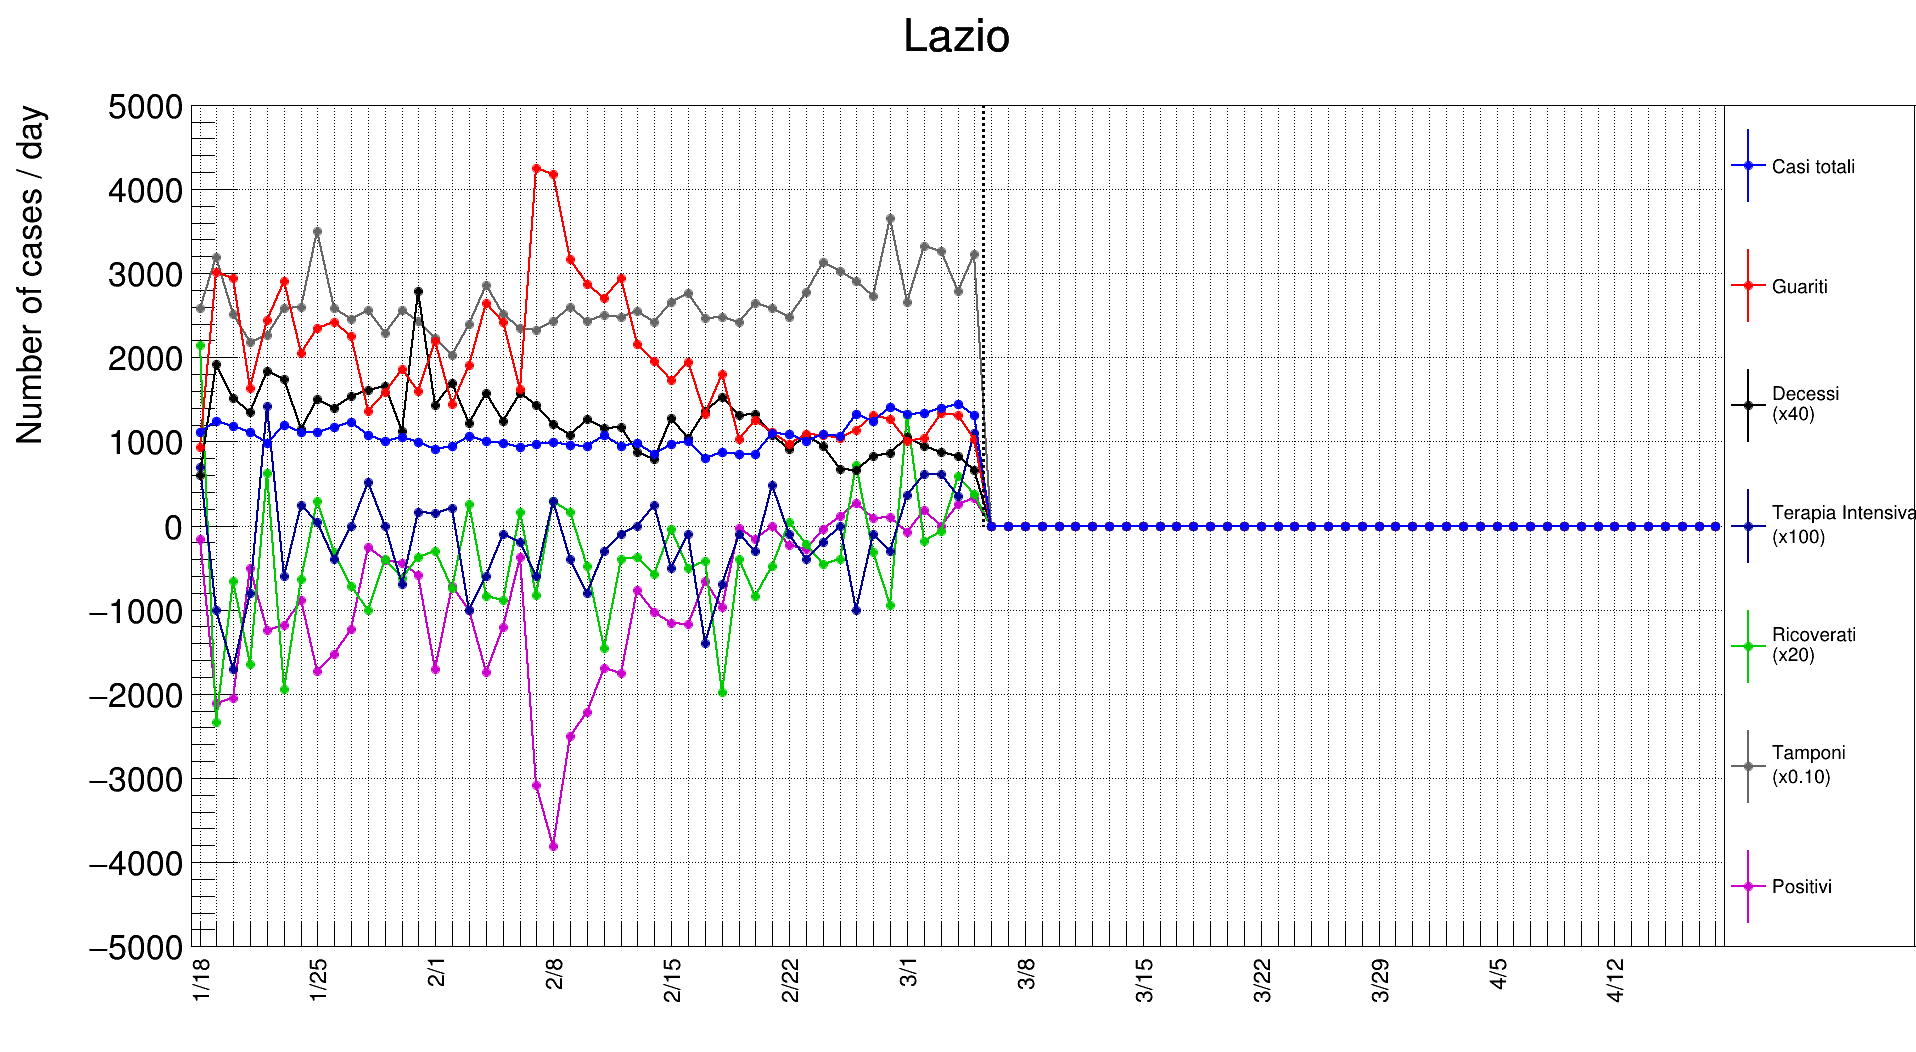 Lazio
Number of cases / day
5000
4000
3000
2000
1000
0
−1000
−2000
−3000
−4000
−5000
1/18
1/25
2/1
2/8
2/15
2/22
3/1
3/8
3/15
3/22
3/29
4/5
4/12
Casi totali
Guariti
Decessi
(x40)
Terapia Intensiva
(x100)
Ricoverati
(x20)
Tamponi
(x0.10)
Positivi